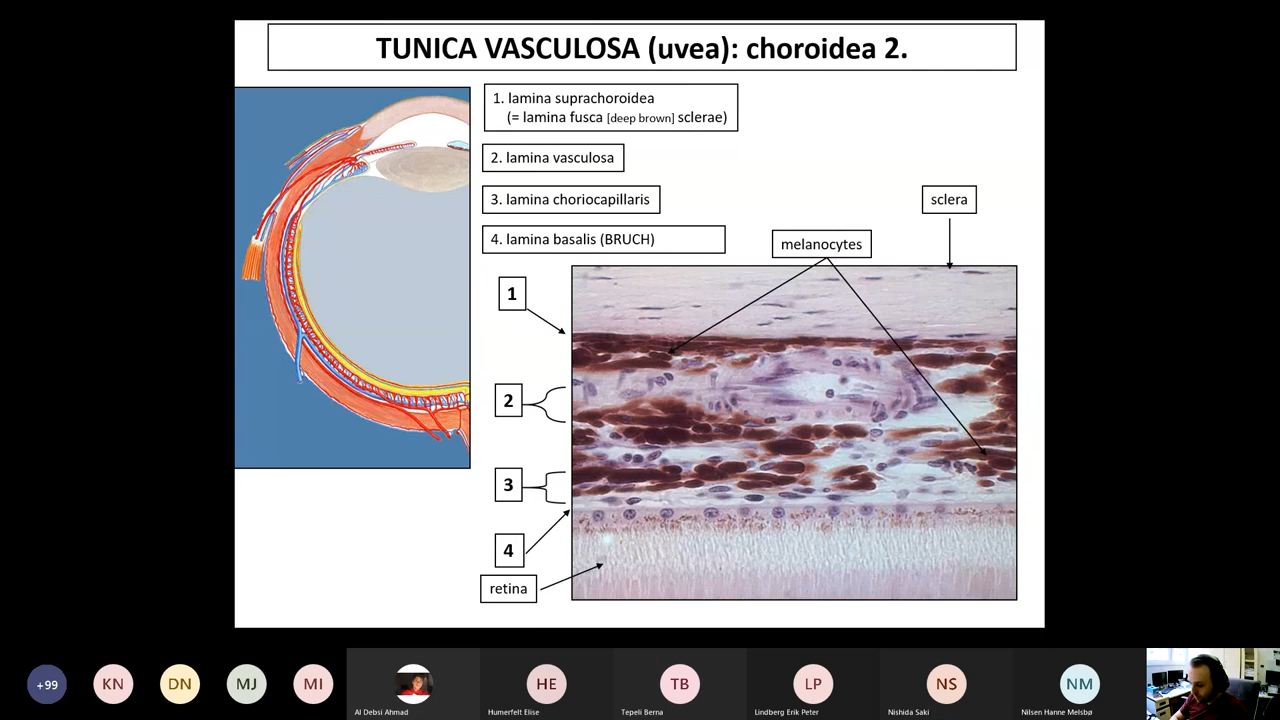 TUNICA VASCULOSA (uvea): choroidea 2.
1. lamina suprachoroidea
(= lamina fusca [deep brown] sclerae)
2. lamina vasculosa
3. lamina choriocapillaris
4. lamina basalis (BRUCH)
sclera
melanocytes
1
2
3
4
retina
+99
KN
DN
MJ
MI
HE
TB
LP
NS
NM
Al Debsi Ahmad
Humerfelt Elise
Tepeli Berna
Lindberg Erik Peter
Nishida Saki
Nilsen Hanne Melsbø